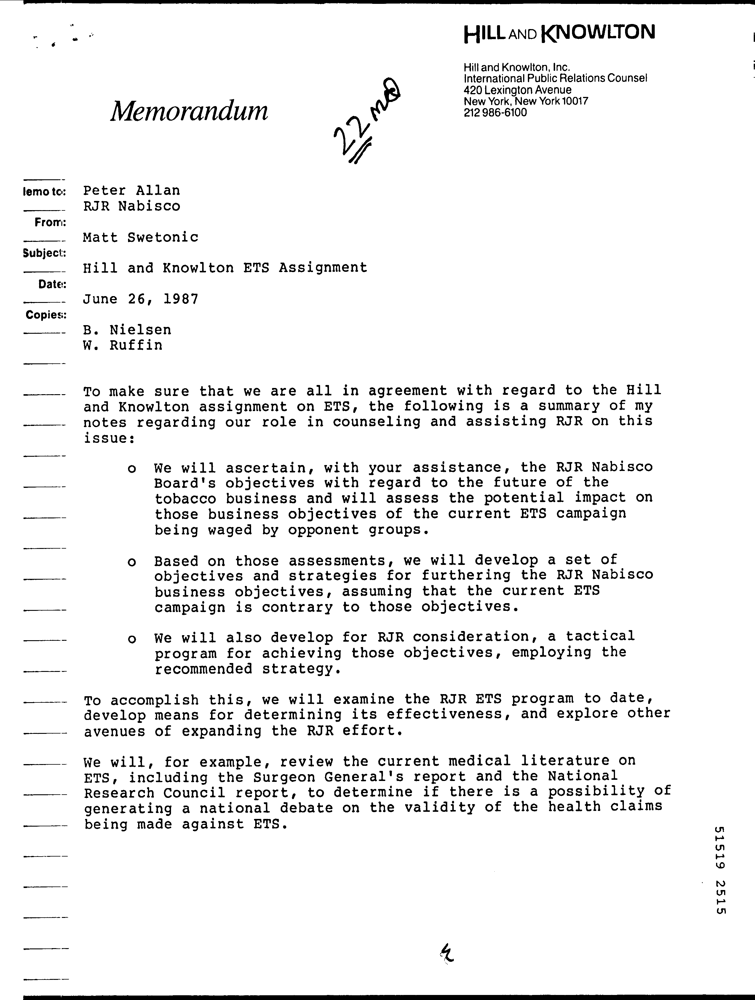 HILL AND KNOWLTON
Hill and Knowlton, Inc.
International Public Relations Counsel
420 Lexington Avenue
New York, New York 10017
212 986-6100
Memorandum
22
lemo to: Peter Allan
RJR Nabisco
From:
Matt Swetonic
Subject:
Hill and Knowlton ETS Assignment
Date:
June 26, 1987
Copies:
B. Nielsen
W. Ruffin
To make sure that we are all in agreement with regard to the Hill
and Knowlton assignment on ETS, the following is a summary of my
notes regarding our role in counseling and assisting RJR on this
issue:
o We will ascertain, with your assistance, the RJR Nabisco
Board's objectives with regard to the future of the
tobacco business and will assess the potential impact on
those business objectives of the current ETS campaign
being waged by opponent groups.
o Based on those assessments, we will develop a set of
objectives and strategies for furthering the RJR Nabisco
business objectives, assuming that the current ETS
campaign is contrary to those objectives.
o We will also develop for RJR consideration, a tactical
program for achieving those objectives, employing the
recommended strategy.
To accomplish this, we will examine the RJR ETS program to date,
develop means for determining its effectiveness, and explore other
avenues of expanding the RJR effort.
We will, for example, review the current medical literature on
ETS, including the Surgeon General's report and the National
Research Council report, to determine if there is a possibility of
generating a national debate on the validity of the health claims
being made against ETS.
51519 2515